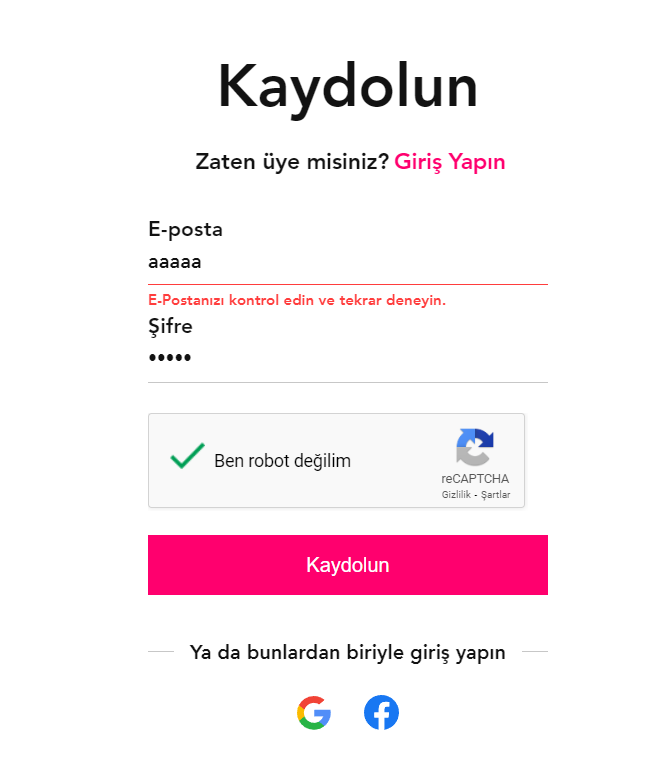 Kaydolun
Zaten üye misiniz? Giriş Yapın
E-posta
aaaaa
E-Postanızı kontrol edin ve tekrar deneyin.
Şifre
•••••
Ben robot değilim
reCAPTCHA
Gizlilik - Şartlar
Kaydolun
Ya da bunlardan biriyle giriş yapın